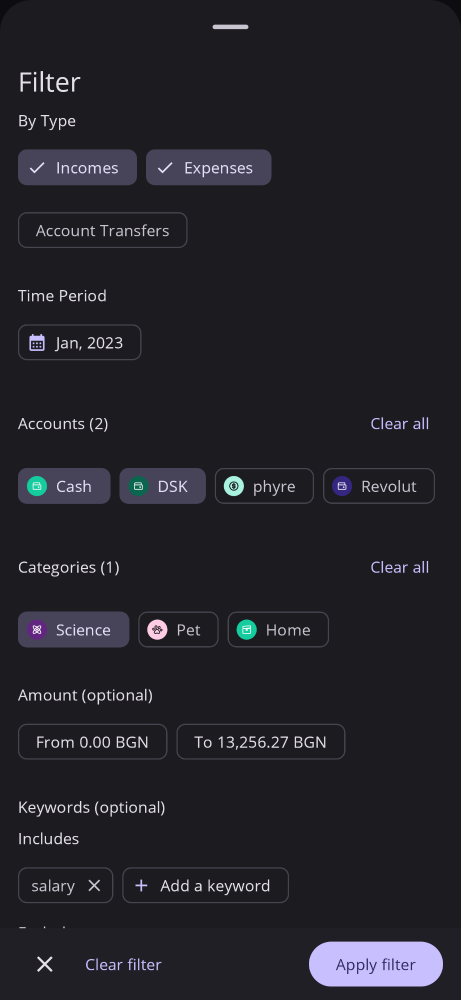 Filter
By Type
Incomes Expenses
Account Transfers
Time Period
Jan, 2023
Accounts (2) Clear all
Cash DSK phyre Revolut
Categories (1) Clear all
Science Pet Home
Amount (optional)
From 0.00 BGN To 13,256.27 BGN
Keywords (optional)
Includes
salary Add a keyword
Clear filter Apply filter